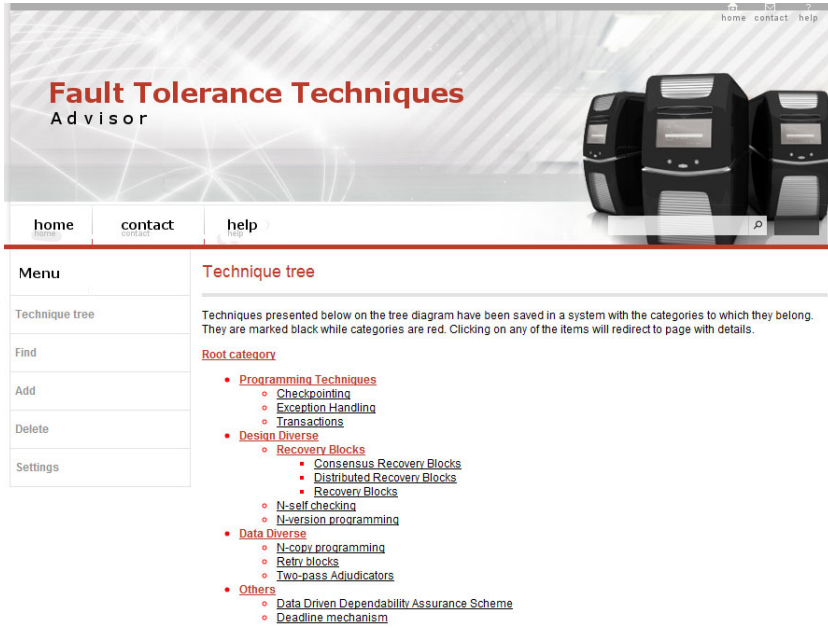 home contact help
Fault Tolerance Techniques
Advisor
home contact help
home contact help
Menu
Technique tree
Find
Add
Delete
Settings
Technique tree
Techniques presented below on the tree diagram have been saved in a system with the categories to which they belong.
They are marked black while categories are red. Clicking on any of the items will redirect to page with details.
Root category
Programming Techniques
Checkpointing
Exception Handling
Transactions
Design Diverse
Recovery Blocks
Consensus Recovery Blocks
Distributed Recovery Blocks
Recovery Blocks
N-self checking
N-version programming
Data Diverse
N-copy programming
Retry blocks
Two-pass Adjudicators
Others
Data Driven Dependability Assurance Scheme
Deadline mechanism